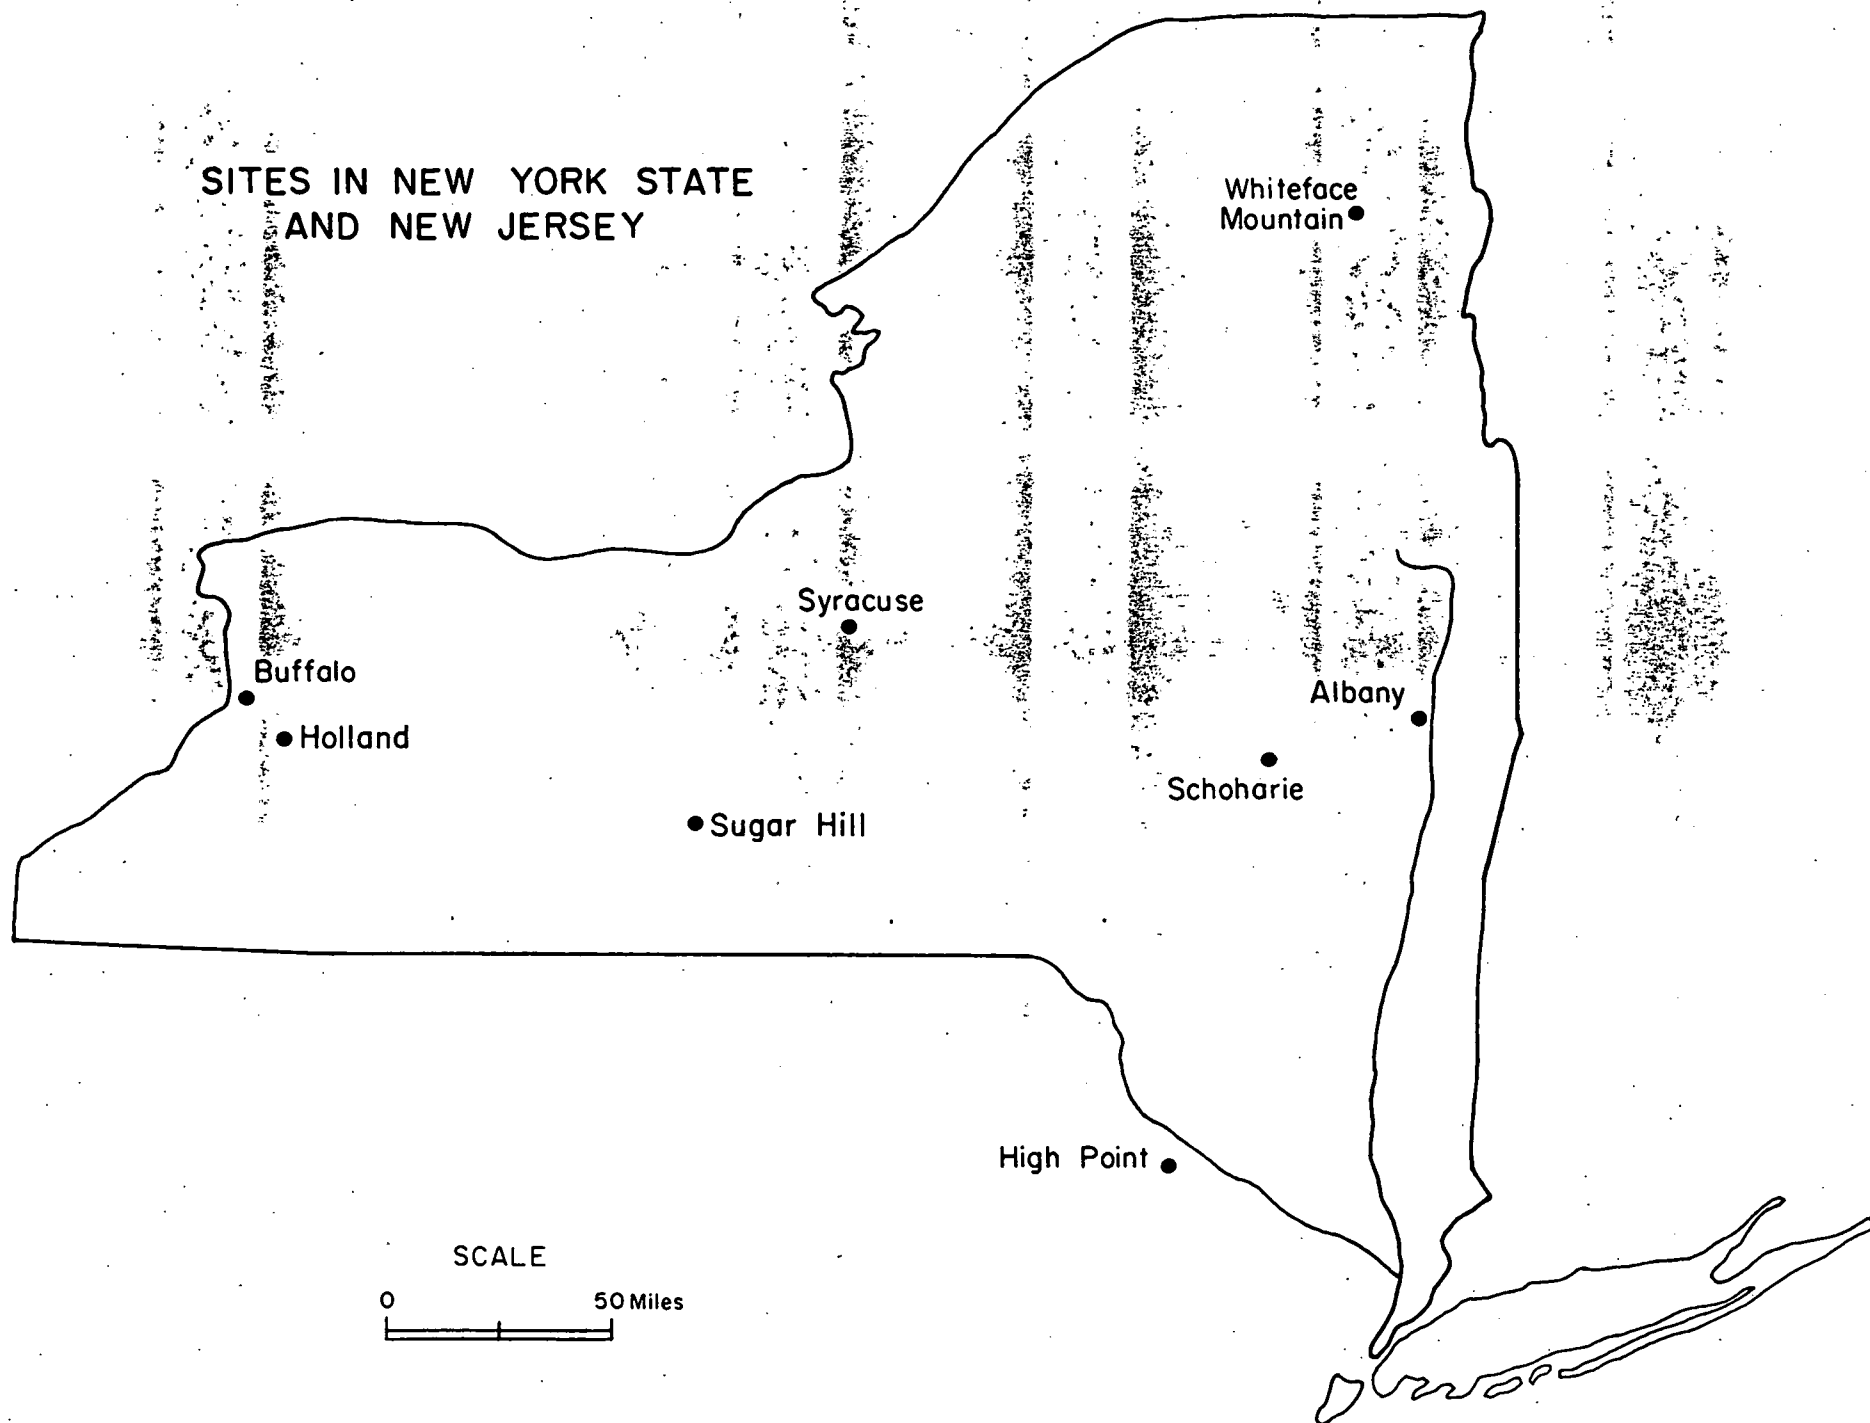 SITES IN NEW YORK STATE
AND NEW JERSEY
Whiteface
Mountain
Syracuse
Buffalo
Albany
Holland
Schoharie
Sugar Hill
High Point
SCALE
0 50 Miles